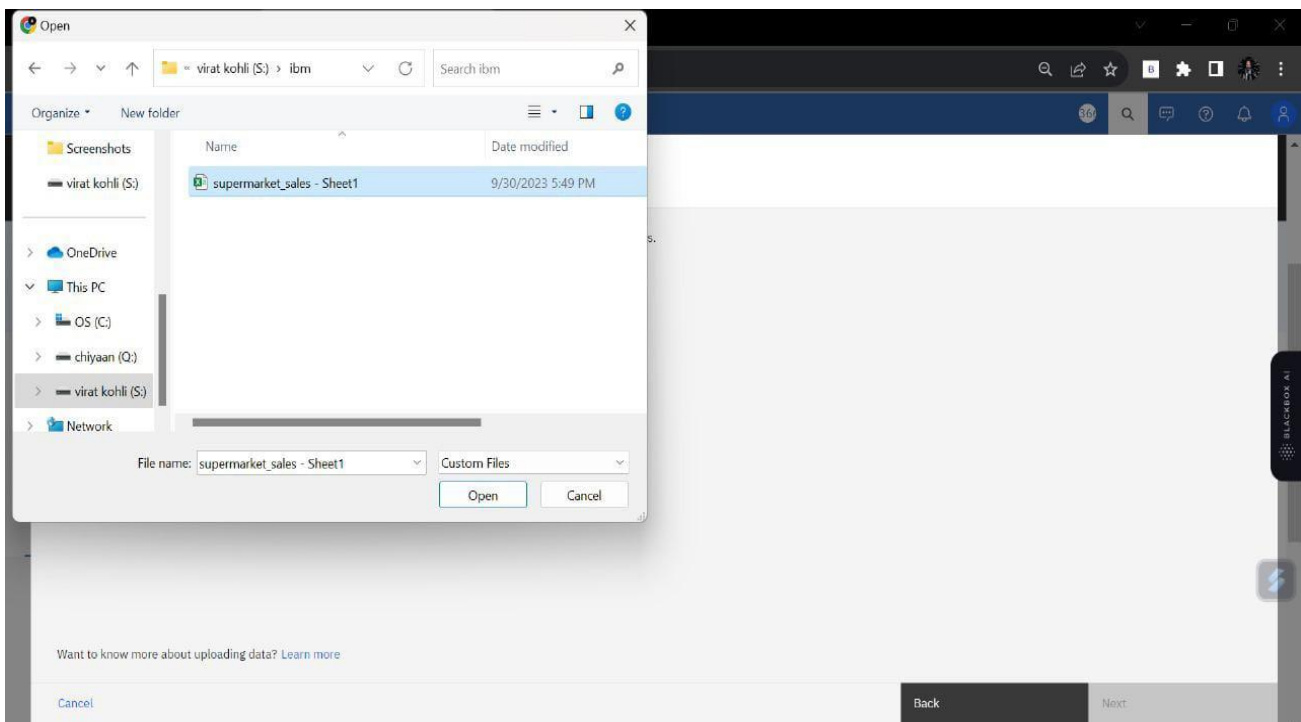 Open
virat kohli (S:) › ibm
Search ibm
Organize
New folder
Name
Date modified
Screenshots
virat kohli (S:)
supermarket_sales - Sheet1
9/30/2023 5:49 PM
s.
OneDrive
This PC
OS (C:)
chiyaan (Q:)
virat kohli (S:)
Network
BLACKBOX AI
File name:
supermarket_sales - Sheet1
Custom Files
Open
Cancel
Want to know more about uploading data? Learn more
Cancel
Back
Next